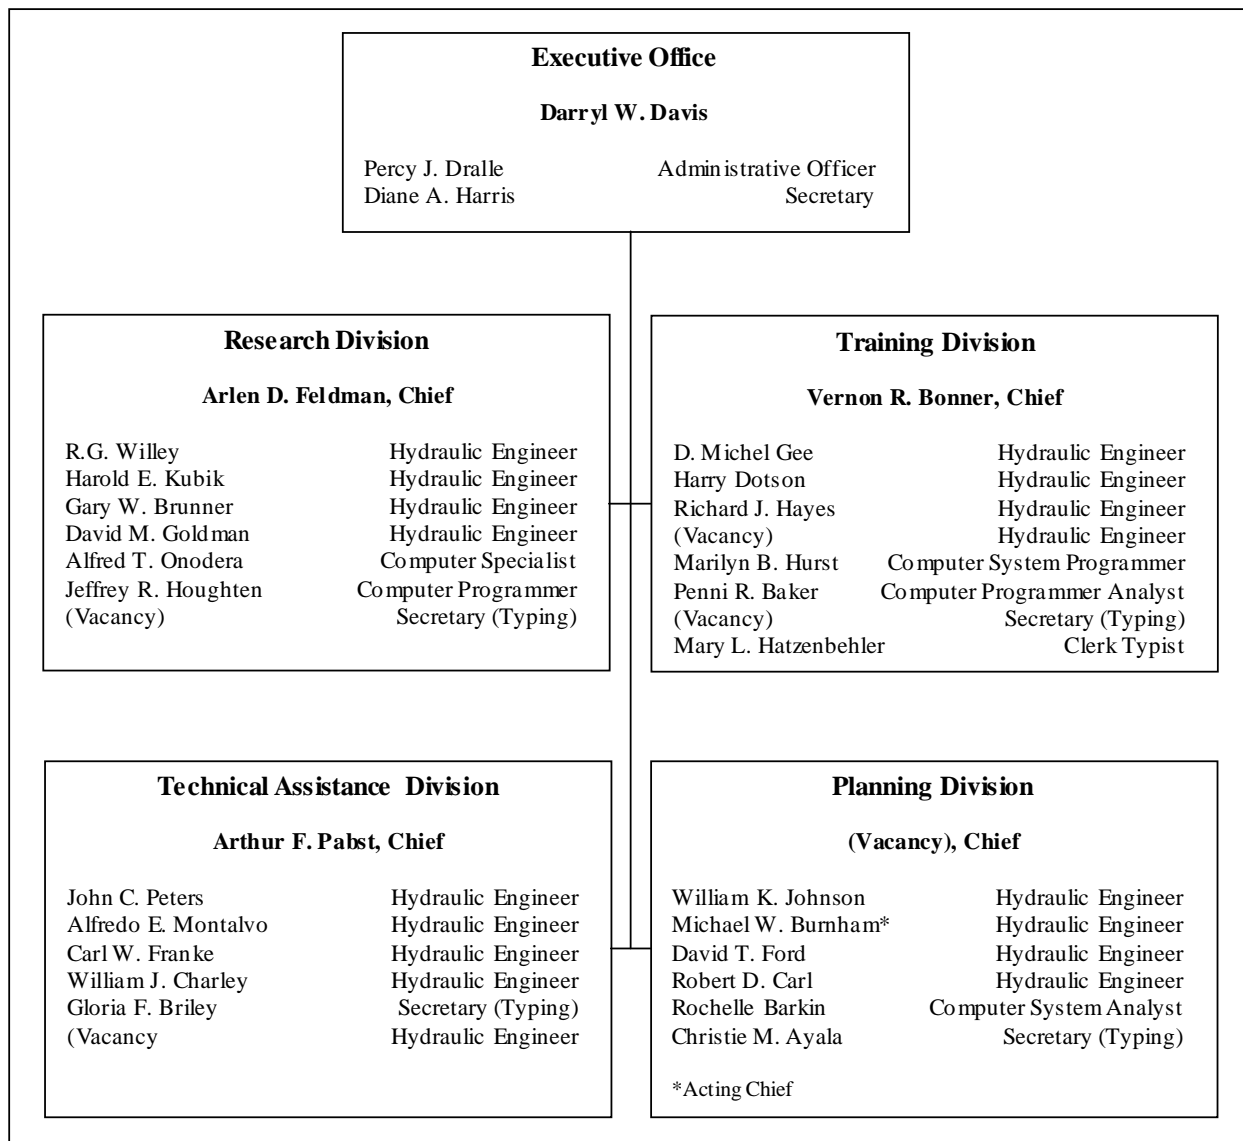 Executive Office
Darryl W. Davis
Percy J. Dralle Administrative Officer
Diane A. Harris Secretary
Research Division
Arlen D. Feldman, Chief
R.G. Willey Hydraulic Engineer
Harold E. Kubik Hydraulic Engineer
Gary W. Brunner Hydraulic Engineer
David M. Goldman Hydraulic Engineer
Alfred T. Onodera Computer Specialist
Jeffrey R. Houghten Computer Programmer
(Vacancy) Secretary (Typing)
Training Division
Vernon R. Bonner, Chief
D. Michel Gee Hydraulic Engineer
Harry Dotson Hydraulic Engineer
Richard J. Hayes Hydraulic Engineer
(Vacancy) Hydraulic Engineer
Marilyn B. Hurst Computer System Programmer
Penni R. Baker Computer Programmer Analyst
(Vacancy) Secretary (Typing)
Mary L. Hatzenbehler Clerk Typist
Technical Assistance Division
Arthur F. Pabst, Chief
John C. Peters Hydraulic Engineer
Alfredo E. Montalvo Hydraulic Engineer
Carl W. Franke Hydraulic Engineer
William J. Charley Hydraulic Engineer
Gloria F. Briley Secretary (Typing)
(Vacancy Hydraulic Engineer
Planning Division
(Vacancy), Chief
William K. Johnson Hydraulic Engineer
Michael W. Burnham* Hydraulic Engineer
David T. Ford Hydraulic Engineer
Robert D. Carl Hydraulic Engineer
Rochelle Barkin Computer System Analyst
Christie M. Ayala Secretary (Typing)
*Acting Chief